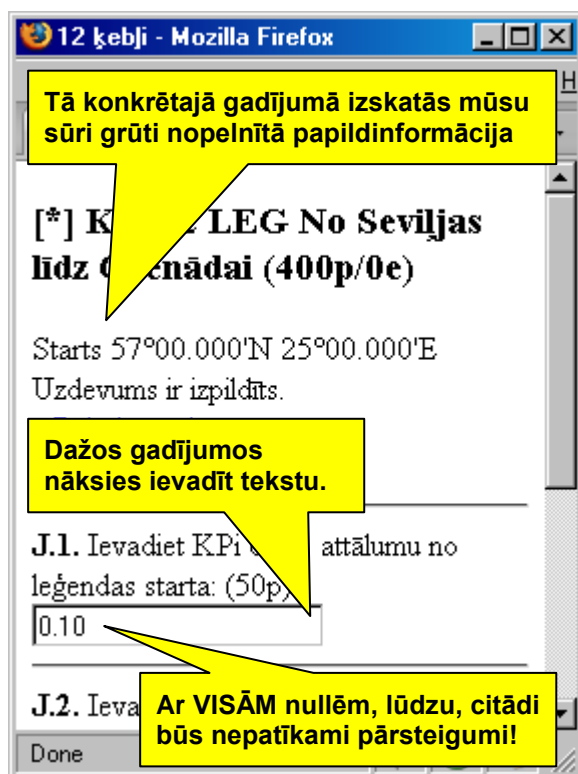 12 ķebļi - Mozilla Firefox
H
Tā konkrētajā gadījumā izskatās mūsu
sūri grūti nopelnītā papildinformācija
[*] K LEG No Seviļjas
līdz enādai (400p/0e)
Starts 57°00.000'N 25°00.000'E
Uzdevums ir izpildīts.
Dažos gadījumos
nāksies ievadīt tekstu.
J.1. Ievadiet KPi attālumu no
leģendas starta: (50p)
0.10
J.2. Ieva
Ar VISĀM nullēm, lūdzu, citādi
būs nepatīkami pārsteigumi!
Done